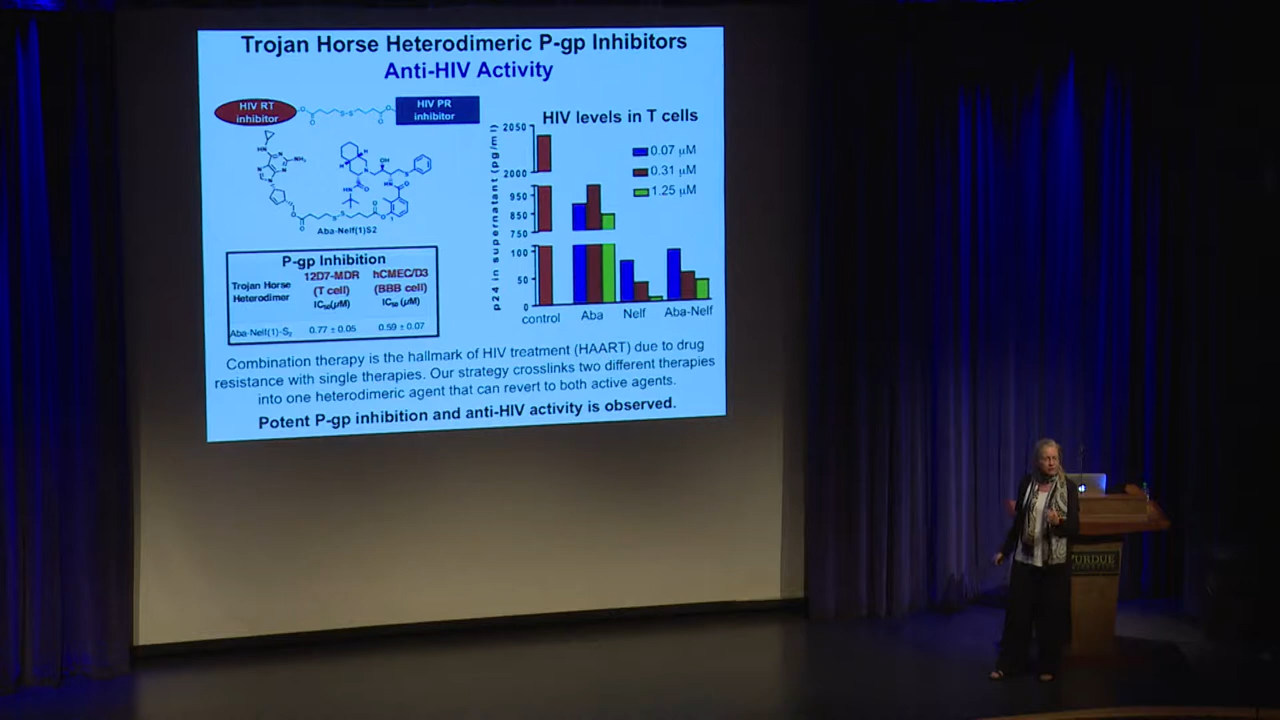 Trojan Horse Heterodimeric P-gp Inhibitors
Anti-HIV Activity
HIV RT
inhibitor
HIV PR
inhibitor
Aba-Nelf(1)S2
P-gp Inhibition
Trojan Horse
Heterodimer
12D7-MDR
(T cell)
IC₅₀(μM)
hCMEC/D3
(BBB cell)
IC₅₀ (μM)
Aba-Nelf(1)-S₂
0.77 ± 0.05
0.59 ± 0.07
HIV levels in T cells
p24 in supernatant (pg/ml)
2050
2000
950
850
750
100
50
0
0.07 μM
0.31 μM
1.25 μM
control
Aba
Nelf
Aba-Nelf
Combination therapy is the hallmark of HIV treatment (HAART) due to drug
resistance with single therapies. Our strategy crosslinks two different therapies
into one heterodimeric agent that can revert to both active agents.
Potent P-gp inhibition and anti-HIV activity is observed.
PURDUE